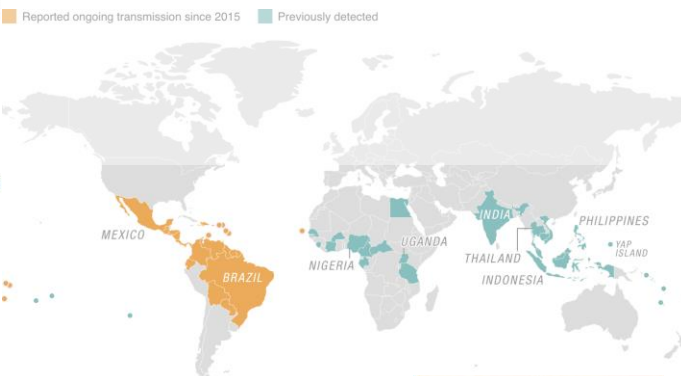 Reported ongoing transmission since 2015
Previously detected
MEXICO
BRAZIL
NIGERIA
UGANDA
INDIA
THAILAND
INDONESIA
PHILIPPINES
YAP
ISLAND